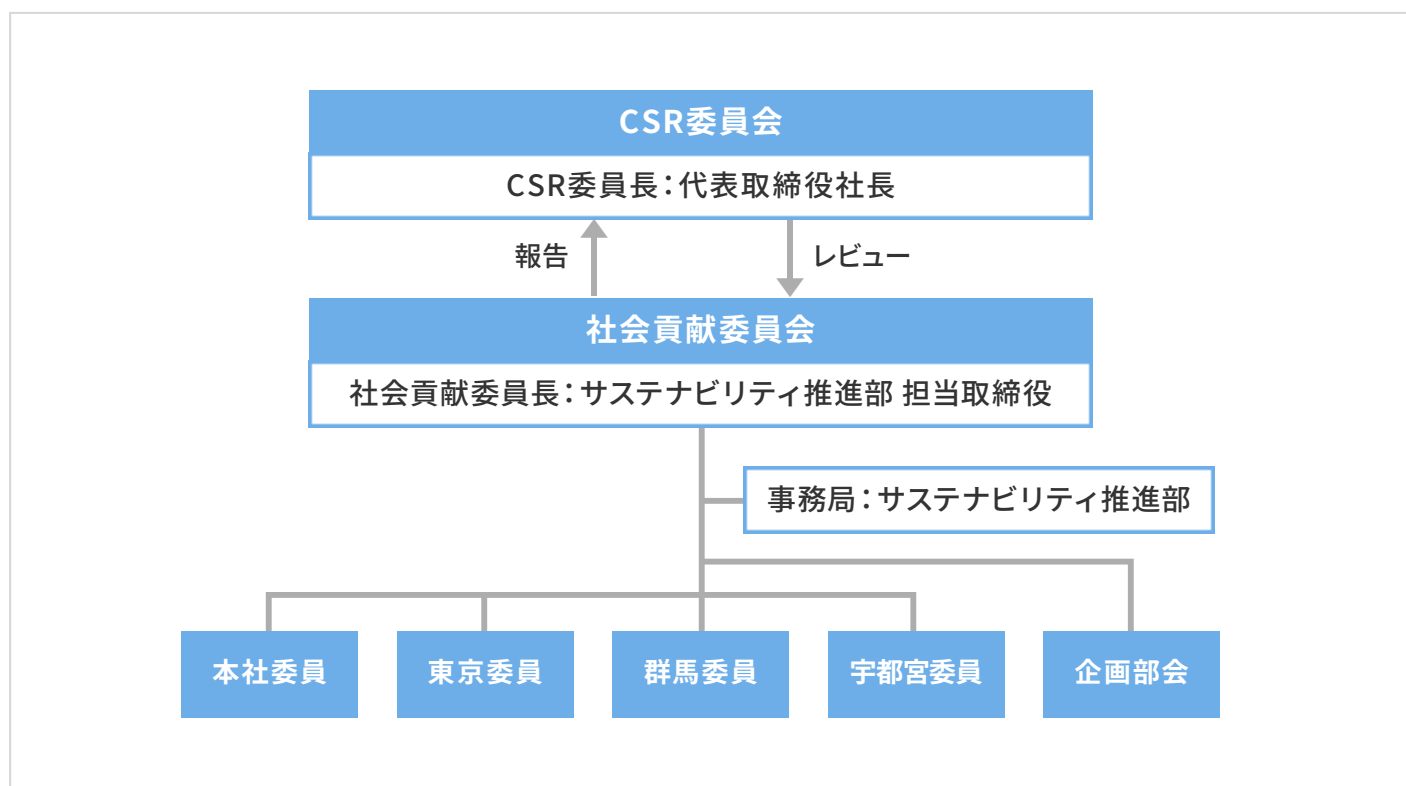 CSR委員会
CSR委員長：代表取締役社長
報告
レビュー
社会貢献委員会
社会貢献委員長：サステナビリティ推進部 担当取締役
事務局：サステナビリティ推進部
本社委員
東京委員
群馬委員
宇都宮委員
企画部会